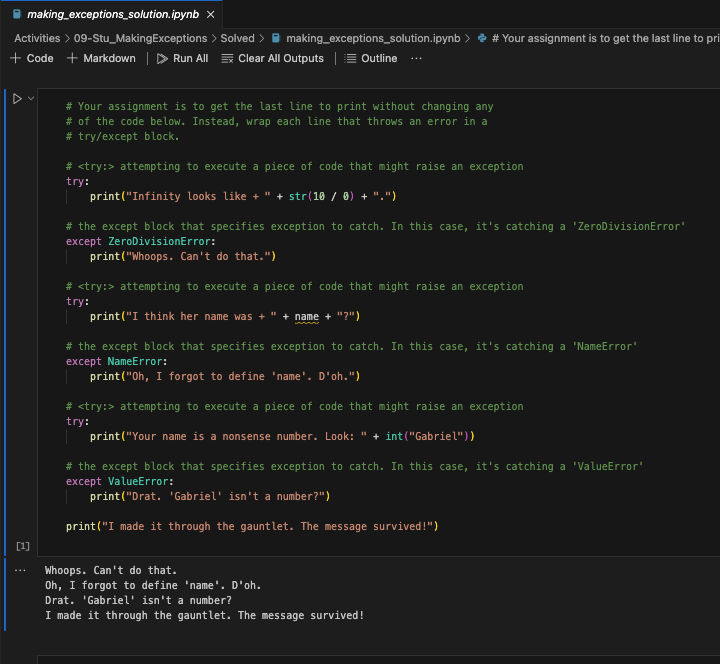 making_exceptions_solution.ipynb ×
Activities > 09-Stu_MakingExceptions > Solved > making_exceptions_solution.ipynb > # Your assignment is to get the last line to pri
+ Code + Markdown | Run All Clear All Outputs | Outline ...
# Your assignment is to get the last line to print without changing any
# of the code below. Instead, wrap each line that throws an error in a
# try/except block.
# <try:> attempting to execute a piece of code that might raise an exception
try:
print("Infinity looks like + " + str(10 / 0) + ".")
# the except block that specifies exception to catch. In this case, it's catching a 'ZeroDivisionError'
except ZeroDivisionError:
print("Whoops. Can't do that.")
# <try:> attempting to execute a piece of code that might raise an exception
try:
print("I think her name was + " + name + "?")
# the except block that specifies exception to catch. In this case, it's catching a 'NameError'
except NameError:
print("Oh, I forgot to define 'name'. D'oh.")
# <try:> attempting to execute a piece of code that might raise an exception
try:
print("Your name is a nonsense number. Look: " + int("Gabriel"))
# the except block that specifies exception to catch. In this case, it's catching a 'ValueError'
except ValueError:
print("Drat. 'Gabriel' isn't a number?")
print("I made it through the gauntlet. The message survived!")
[1]
... Whoops. Can't do that.
Oh, I forgot to define 'name'. D'oh.
Drat. 'Gabriel' isn't a number?
I made it through the gauntlet. The message survived!